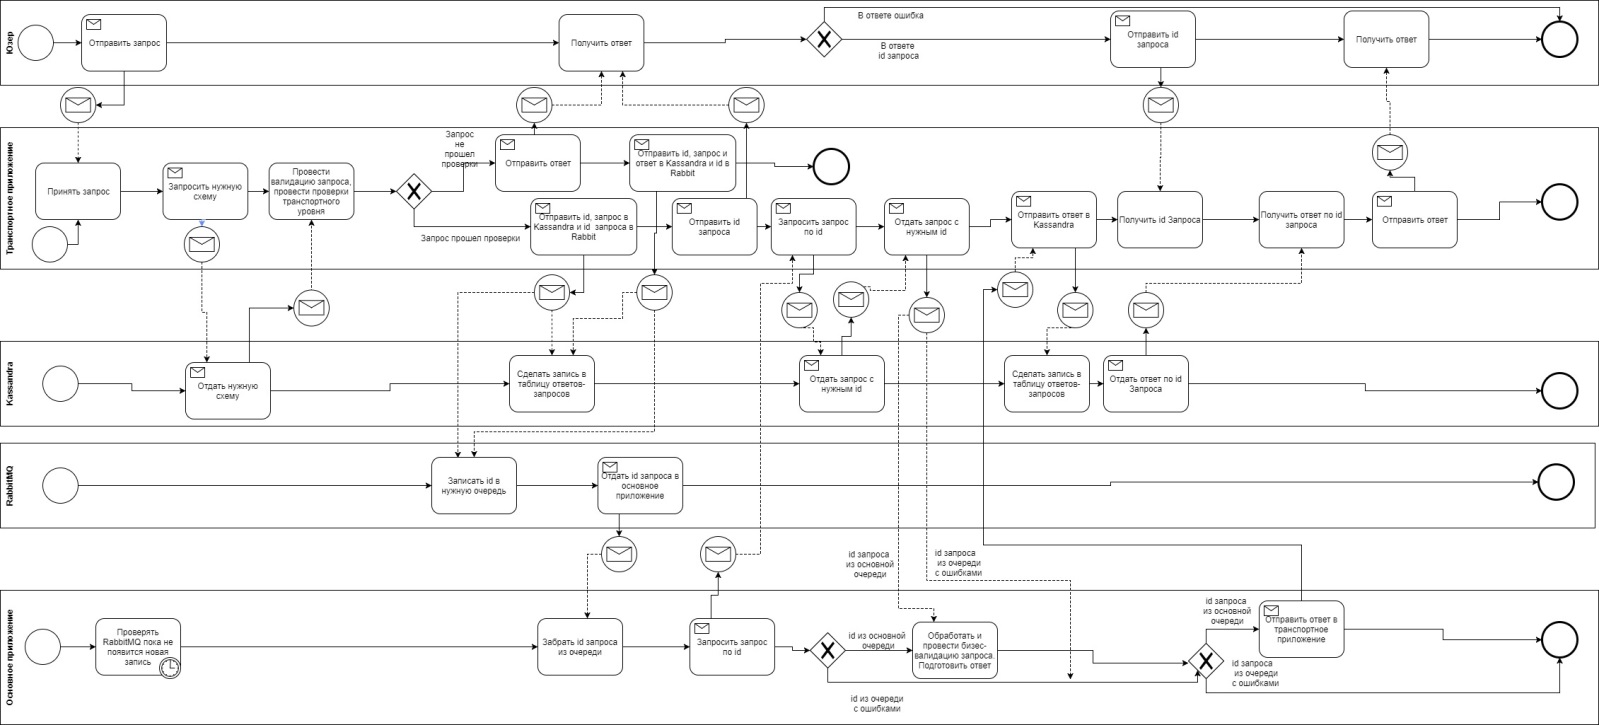 Юзер
Отправить запрос
Получить ответ
В ответе ошибка
В ответе
id запроса
Отправить id
запроса
Получить ответ
Транспортное приложение
Принять запрос
Запросить нужную
схему
Провести
валидацию запроса,
провести проверки
транспортного
уровня
Запрос
не
прошел
проверки
Запрос прошел проверки
Отправить ответ
Отправить id, запрос и
ответ в Kassandra и id в
Rabbit
Отправить id, запрос в
Kassandra и id запроса в
Rabbit
Отправить id
запроса
Запросить запрос
по id
Отдать запрос с
нужным id
Отправить ответ в
Kassandra
Получить id Запроса
Получить ответ по id
запроса
Отправить ответ
Kassandra
Отдать нужную
схему
Сделать запись в
таблицу ответов-
запросов
Отдать запрос с
нужным id
Сделать запись в
таблицу ответов-
запросов
Отдать ответ по id
Запроса
RabbitMQ
Записать id в
нужную очередь
Отдать id запроса в
основное
приложение
id запроса
из основной
очереди
id запроса
из очереди
с ошибками
Основное приложение
Проверять
RabbitMQ пока не
появится новая
запись
Забрать id запроса
из очереди
Запросить запрос
по id
id из основной
очереди
id из очереди
с ошибками
Обработать и
провести бизес-
валидацию запроса.
Подготовить ответ
id запроса
из основной
очереди
id запроса
из очереди
с ошибками
Отправить ответ в
транспортное
приложение